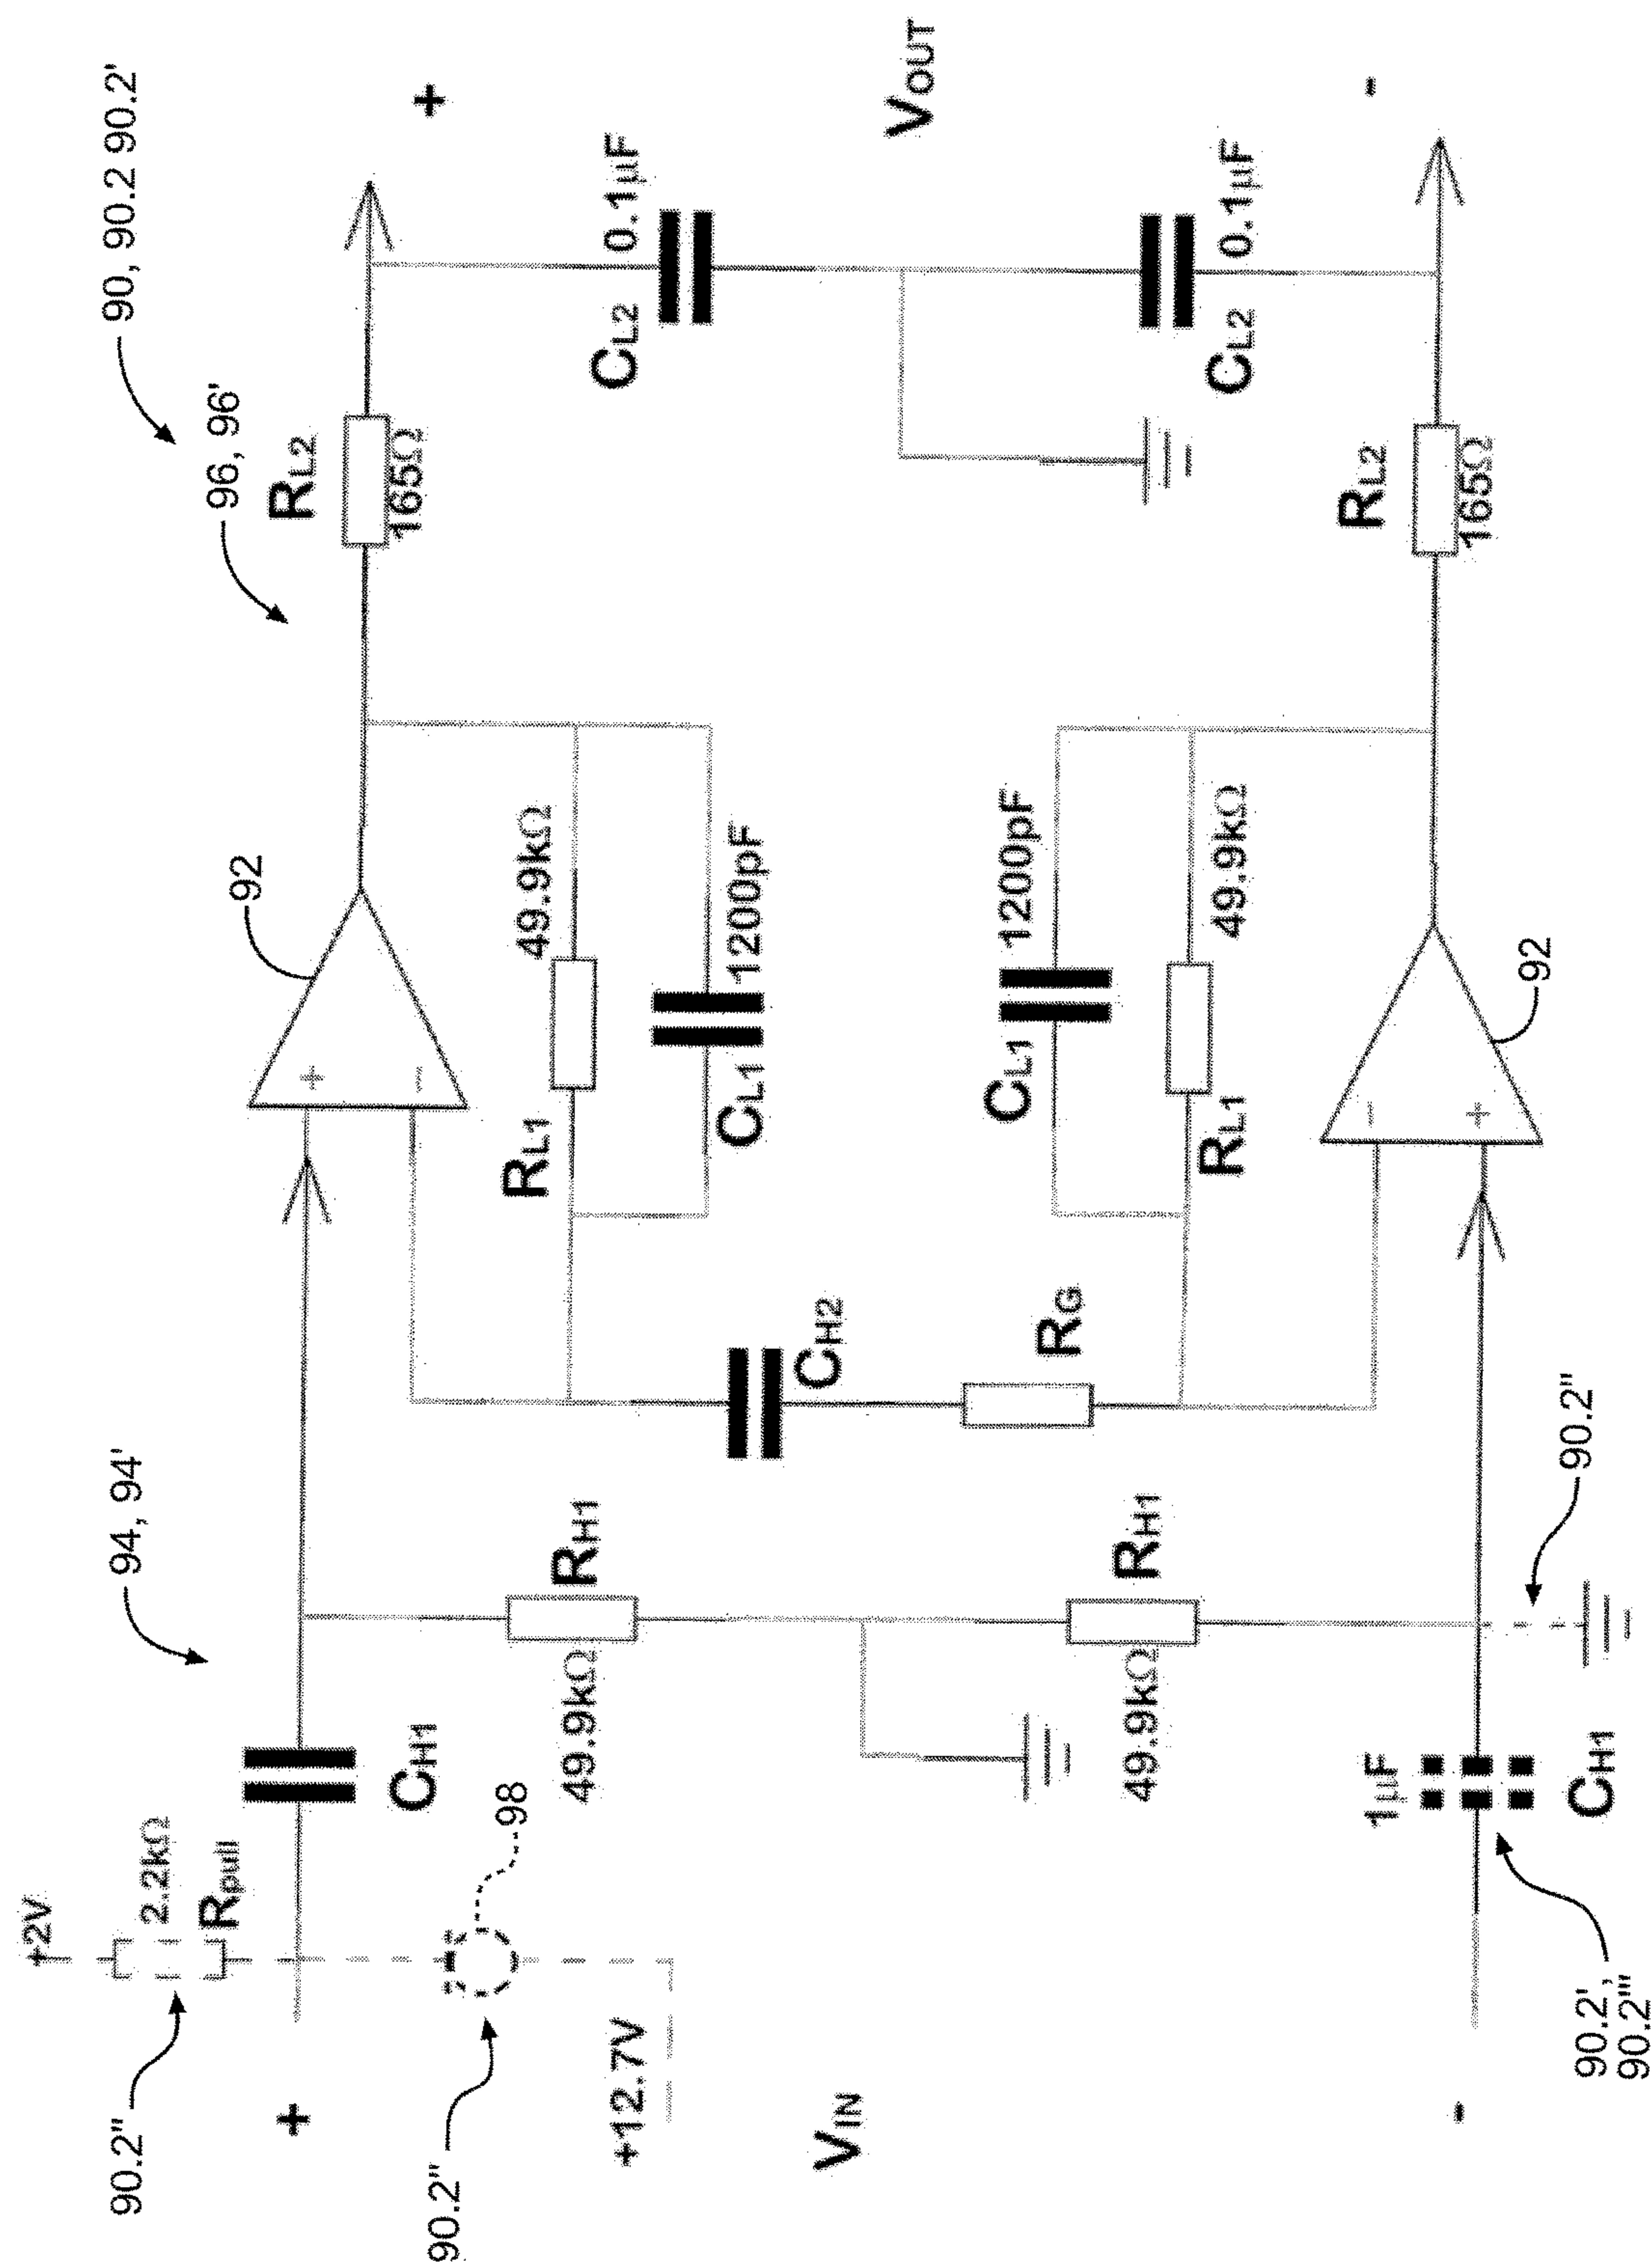 90, 90.2 90.2'
96, 96'
94, 94'
90.2"
+2V
2.2kΩ
Rpull
+
CH1
+
−
92
RL2
165Ω
+
90.2"
98
+12.7V
49.9kΩ
RH1
RL1
49.9kΩ
CL1
1200pF
CL2
0.1µF
CH2
VIN
VOUT
RG
CL1
1200pF
49.9kΩ
RH1
RL1
49.9kΩ
CL2
0.1µF
1µF
CH1
−
+
92
RL2
165Ω
-
-
90.2"
90.2',
90.2'"